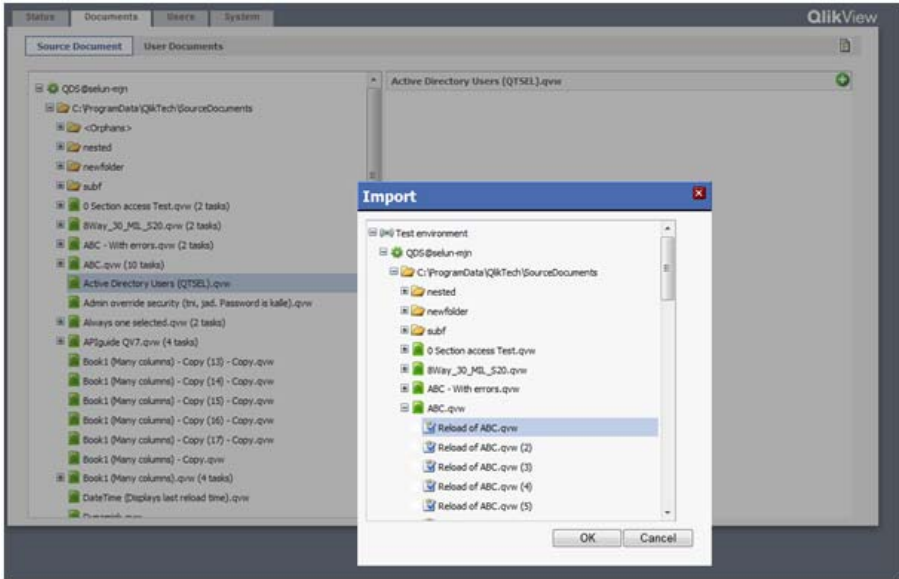 Status Documents Users System
QlikView
Source Document User Documents
QDS@selun-mjn
C:\ProgramData\QlikTech\SourceDocuments
<Orphans>
nested
newfolder
subf
0 Section access Test.qvw (2 tasks)
8Way_30_MIL_S20.qvw (2 tasks)
ABC - With errors.qvw (2 tasks)
ABC.qvw (10 tasks)
Active Directory Users (QTSEL).qvw
Admin override security (tni, jad. Password is kalle).qvw
Always one selected.qvw (2 tasks)
APIguide QV7.qvw (4 tasks)
Book1 (Many columns) - Copy (13) - Copy.qvw
Book1 (Many columns) - Copy (14) - Copy.qvw
Book1 (Many columns) - Copy (15) - Copy.qvw
Book1 (Many columns) - Copy (16) - Copy.qvw
Book1 (Many columns) - Copy (17) - Copy.qvw
Book1 (Many columns) - Copy.qvw
Book1 (Many columns).qvw (4 tasks)
DateTime (Displays last reload time).qvw
Active Directory Users (QTSEL).qvw
Import
Test environment
QDS@selun-mjn
C:\ProgramData\QlikTech\SourceDocuments
nested
newfolder
subf
0 Section access Test.qvw
8Way_30_MIL_S20.qvw
ABC - With errors.qvw
ABC.qvw
Reload of ABC.qvw
Reload of ABC.qvw (2)
Reload of ABC.qvw (3)
Reload of ABC.qvw (4)
Reload of ABC.qvw (5)
OK Cancel